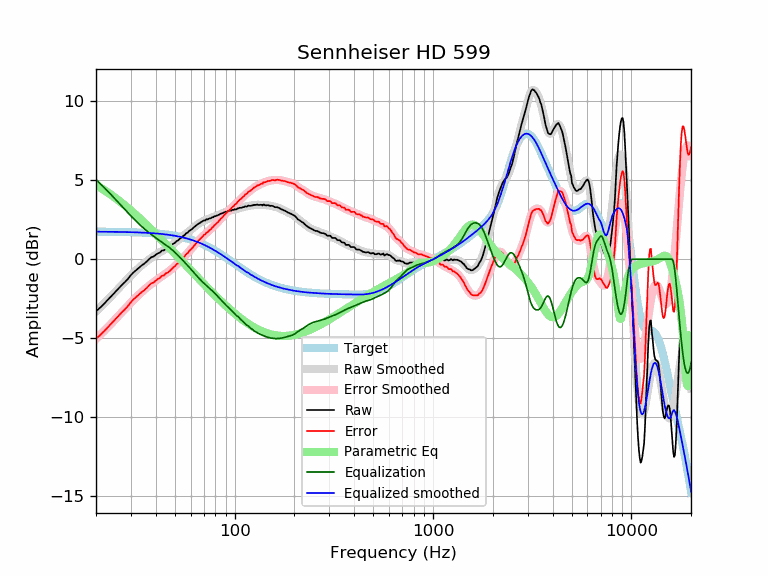 Sennheiser HD 599
10
5
0
−5
−10
−15
Amplitude (dBr)
Target
Raw Smoothed
Error Smoothed
Raw
Error
Parametric Eq
Equalization
Equalized smoothed
100
1000
10000
Frequency (Hz)